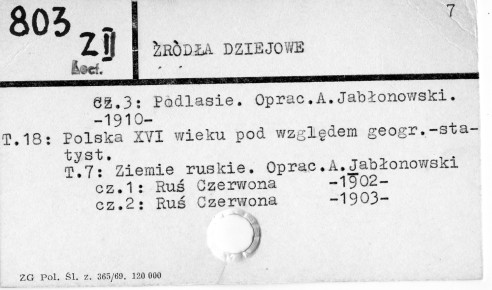 803
Z II
7
ŹRÓDŁA DZIEJOWE
cz.3: Podlasie. Oprac.A.Jabłonowski.
-1910-
T.18: Polska XVI wieku pod względem geogr.-sta-
tyst.
T.7: Ziemie ruskie. Oprac.A.Jabłonowski
cz.1: Ruś Czerwona -1902-
cz.2: Ruś Czerwona -1903-
ZG Pol. Śl. z. 365/69. 120 000